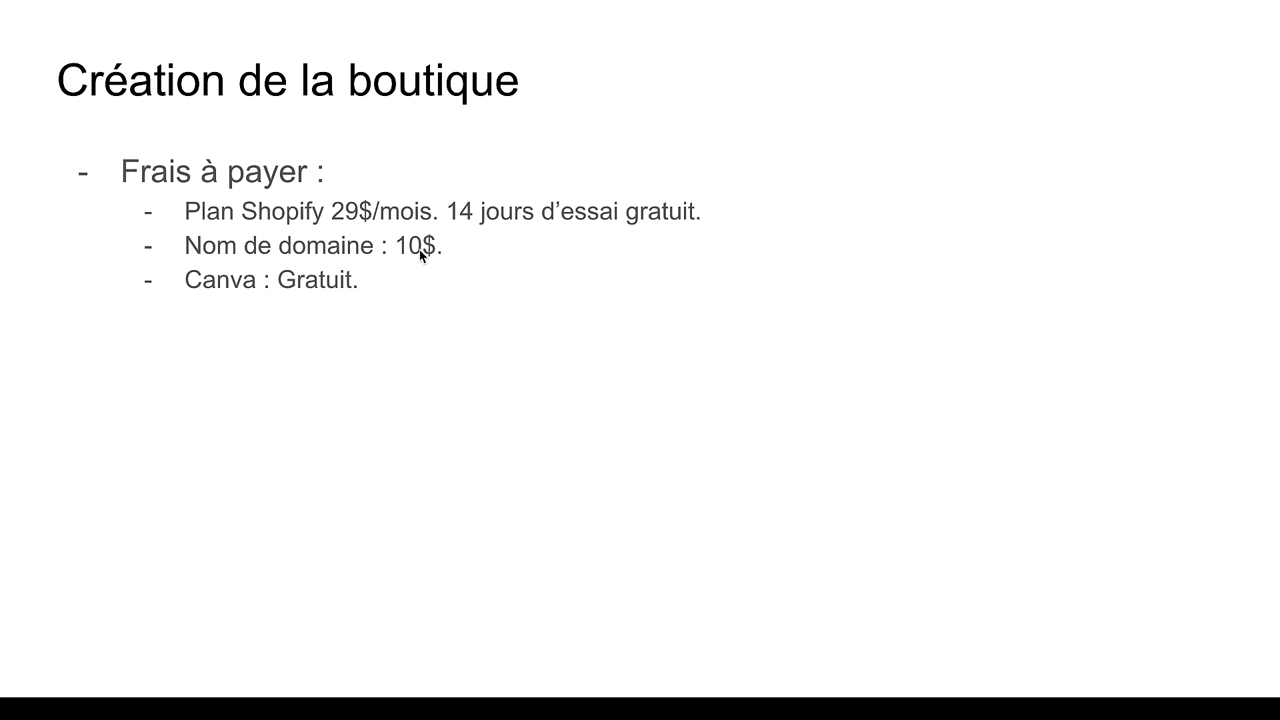 Création de la boutique
- Frais à payer :
- Plan Shopify 29$/mois. 14 jours d’essai gratuit.
- Nom de domaine : 10$.
- Canva : Gratuit.